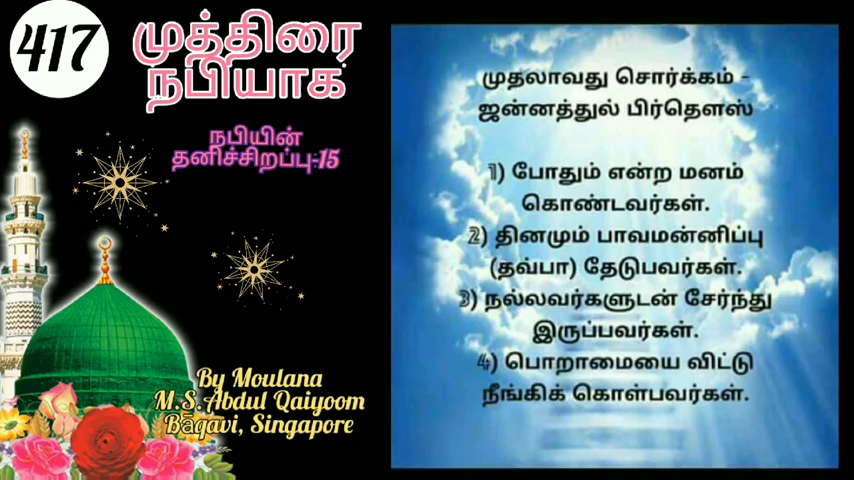 417
முத்திரை
நபியாக
நபியின்
தனிச்சிறப்பு-15
By Moulana
M.S.Abdul Qaiyoom
Bāqavi, Singapore
முதலாவது சொர்க்கம் -
ஜன்னத்துல் பிர்தௌஸ்
1) போதும் என்ற மனம்
கொண்டவர்கள்.
2) தினமும் பாவமன்னிப்பு
(தவ்பா) தேடுபவர்கள்.
3) நல்லவர்களுடன் சேர்ந்து
இருப்பவர்கள்.
4) பொறாமையை விட்டு
நீங்கிக் கொள்பவர்கள்.